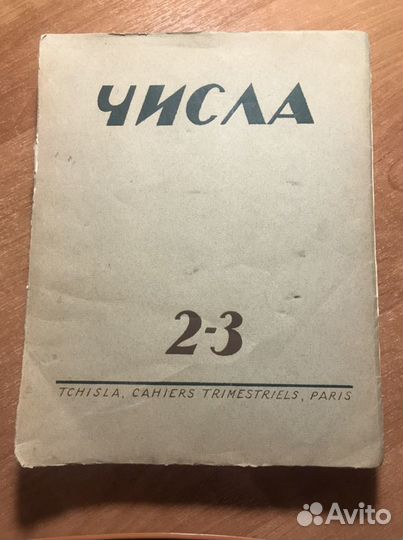 ЧИСЛА
2-3
TCHISLA, CAHIERS TRIMESTRIELS, PARIS
Avito